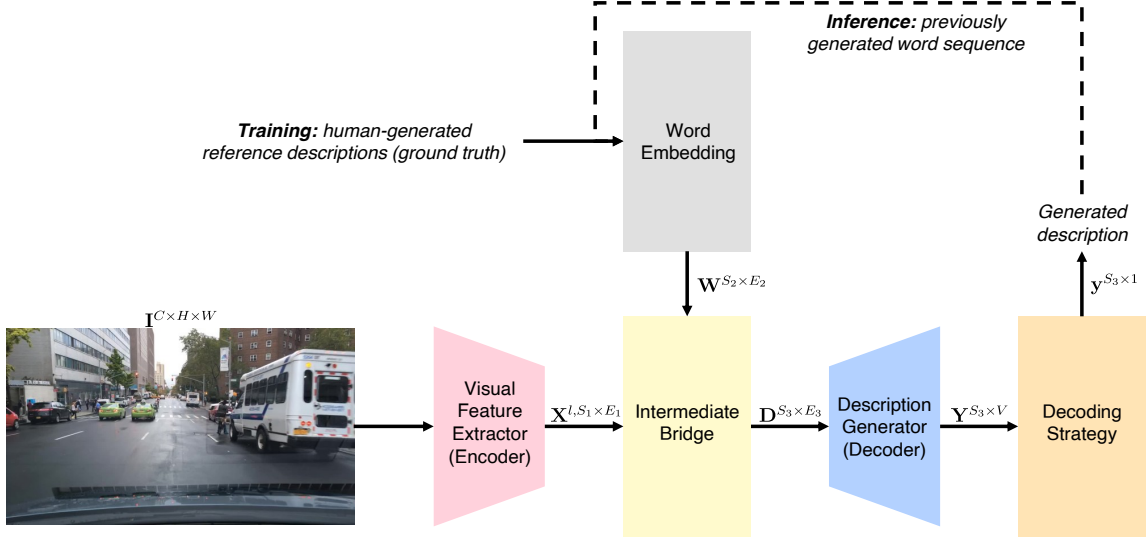 Inference: previously
generated word sequence
Training: human-generated
reference descriptions (ground truth)
Word
Embedding
Generated
description
W^{S_2×E_2}
y^{S_3×1}
I^{C×H×W}
Visual
Feature
Extractor
(Encoder)
X^{l,S_1×E_1}
Intermediate
Bridge
D^{S_3×E_3}
Description
Generator
(Decoder)
Y^{S_3×V}
Decoding
Strategy